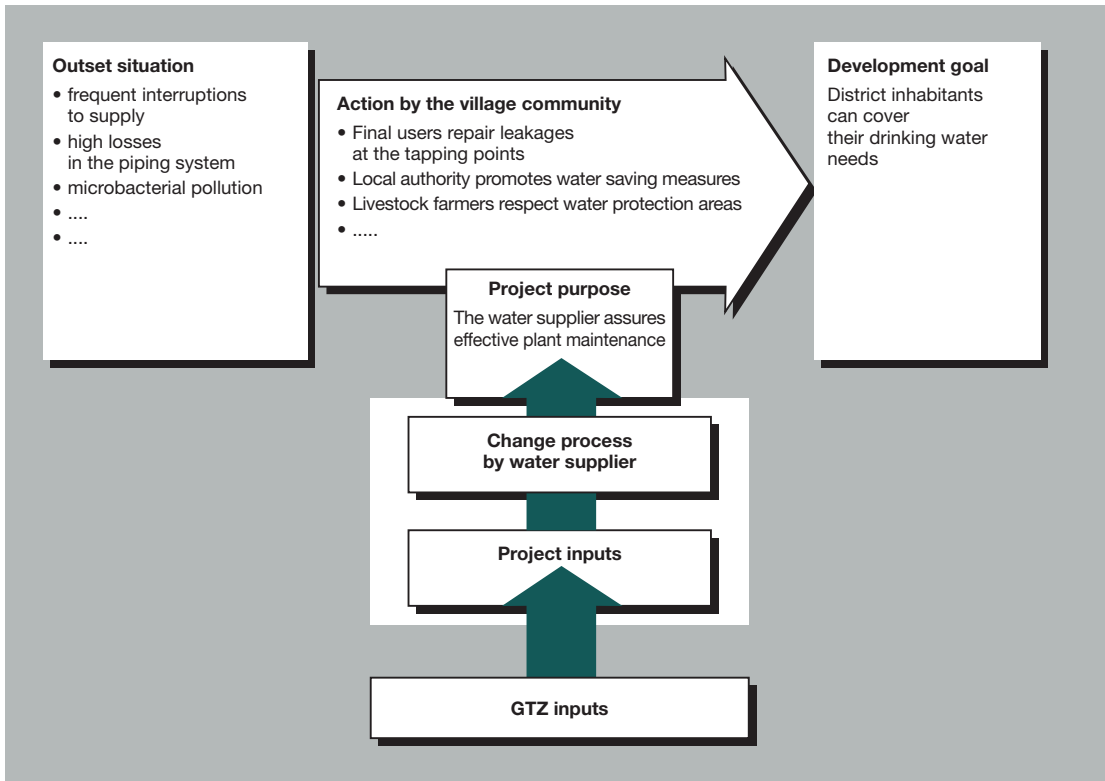 Outset situation
• frequent interruptions
to supply
• high losses
in the piping system
• microbacterial pollution
• ....
• ....
Action by the village community
• Final users repair leakages
at the tapping points
• Local authority promotes water saving measures
• Livestock farmers respect water protection areas
• .....
Development goal
District inhabitants
can cover
their drinking water
needs
Project purpose
The water supplier assures
effective plant maintenance
Change process
by water supplier
Project inputs
GTZ inputs